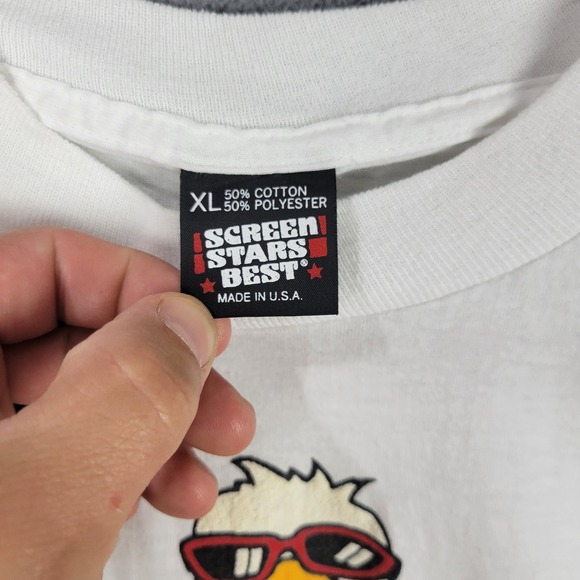 XL 50% COTTON
50% POLYESTER
SCREEN
STARS
BEST®
MADE IN U.S.A.